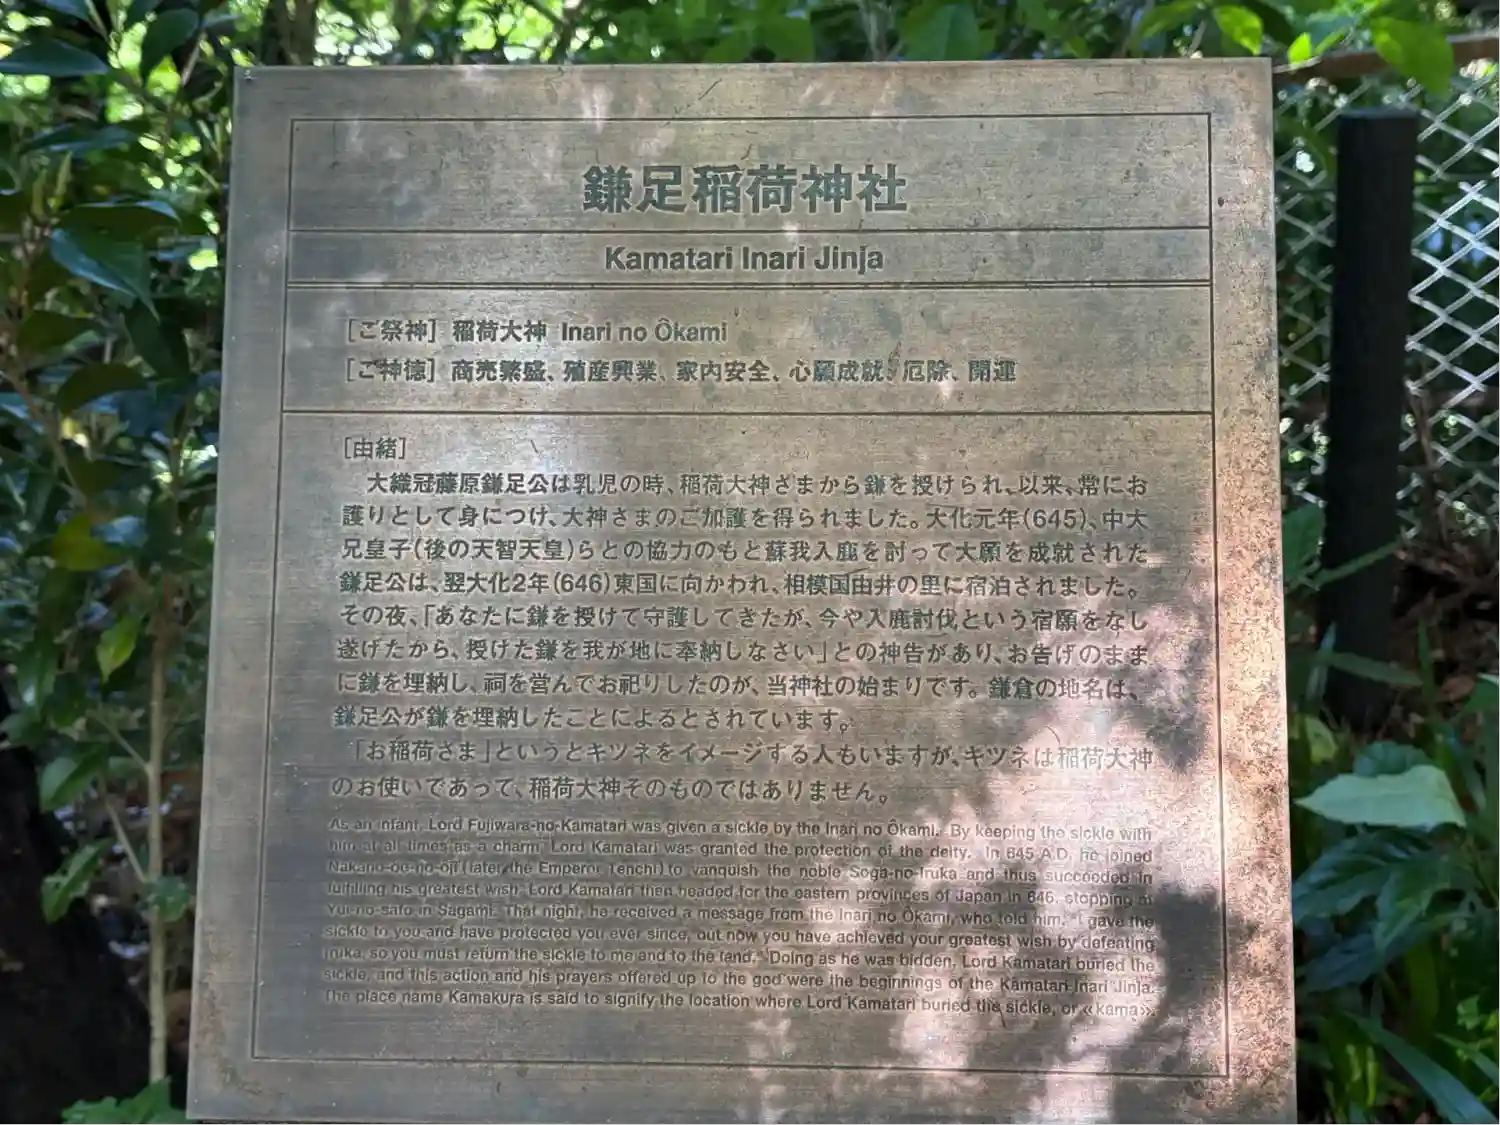 鎌足稲荷神社
Kamatari Inari Jinja
［ご祭神］ 稲荷大神 Inari no Ôkami
［ご神徳］ 商売繁盛、殖産興業、家内安全、心願成就、厄除、開運
［由緒］
大織冠藤原鎌足公は乳児の時、稲荷大神さまから鎌を授けられ、以来、常にお
護りとして身につけ、大神さまのご加護を得られました。大化元年（645）、中大
兄皇子（後の天智天皇）らとの協力のもと蘇我入鹿を討って大願を成就された
鎌足公は、翌大化2年（646）東国に向かわれ、相模国由井の里に宿泊されました。
その夜、「あなたに鎌を授けて守護してきたが、今や入鹿討伐という宿願をなし
遂げたから、授けた鎌を我が地に奉納しなさい」との神告があり、お告げのまま
に鎌を埋納し、祠を営んでお祀りしたのが、当神社の始まりです。鎌倉の地名は、
鎌足公が鎌を埋納したことによるとされています。
「お稲荷さま」というとキツネをイメージする人もいますが、キツネは稲荷大神
のお使いであって、稲荷大神そのものではありません。
As an infant, Lord Fujiwara-no-Kamatari was given a sickle by the Inari no Ôkami. By keeping the sickle with
him at all times as a charm, Lord Kamatari was granted the protection of the deity. In 645 A.D. he joined
Nakano-ôe-no-ôji (later the Emperor Tenchi) to vanquish the noble Soga-no-Iruka and thus succeeded in
fulfilling his greatest wish. Lord Kamatari then headed for the eastern provinces of Japan in 646, stopping at
Yui-no-sato in Sagami. That night, he received a message from the Inari no Ôkami, who told him, "I gave the
sickle to you and have protected you ever since, but now you have achieved your greatest wish by defeating
Iruka, so you must return the sickle to me and to the land." Doing as he was bidden, Lord Kamatari buried the
sickle, and this action and his prayers offered up to the god were the beginnings of the Kamatari Inari Jinja.
The place name Kamakura is said to signify the location where Lord Kamatari buried the sickle, or «kama».